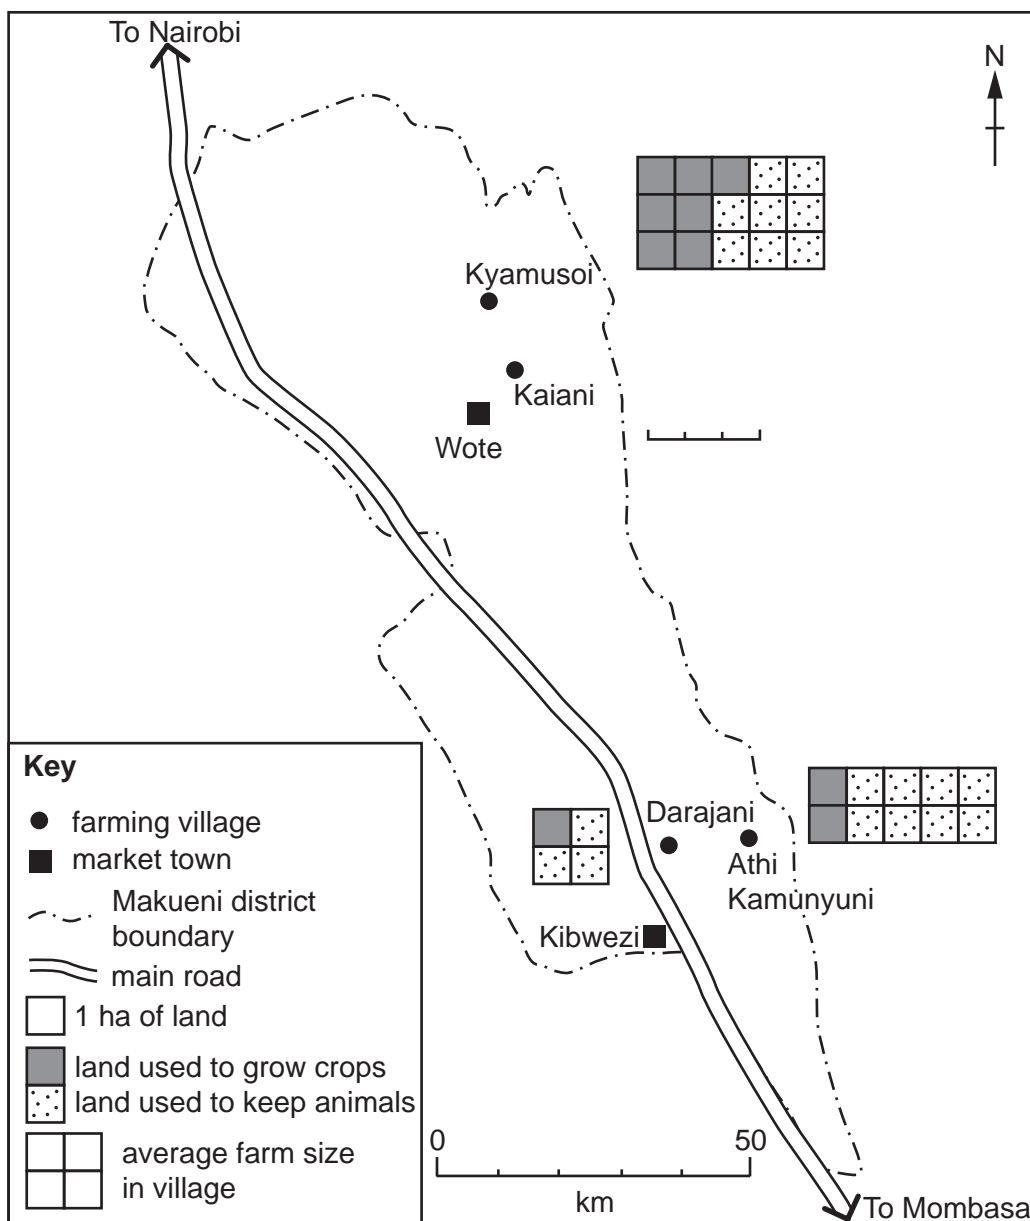 To Nairobi
N
Kyamusoi
Kaiani
Wote
Darajani
Athi
Kamunyuni
Kibwezi
Key
farming village
market town
Makueni district
boundary
main road
1 ha of land
land used to grow crops
land used to keep animals
average farm size
in village
0 50
km
To Mombasa